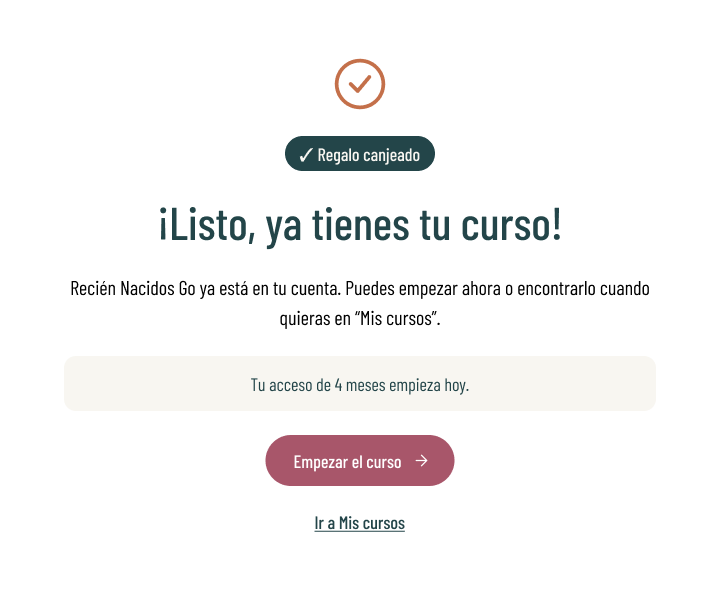 ✓ Regalo canjeado
¡Listo, ya tienes tu curso!
Recién Nacidos Go ya está en tu cuenta. Puedes empezar ahora o encontrarlo cuando
quieras en “Mis cursos”.
Tu acceso de 4 meses empieza hoy.
Empezar el curso →
Ir a Mis cursos